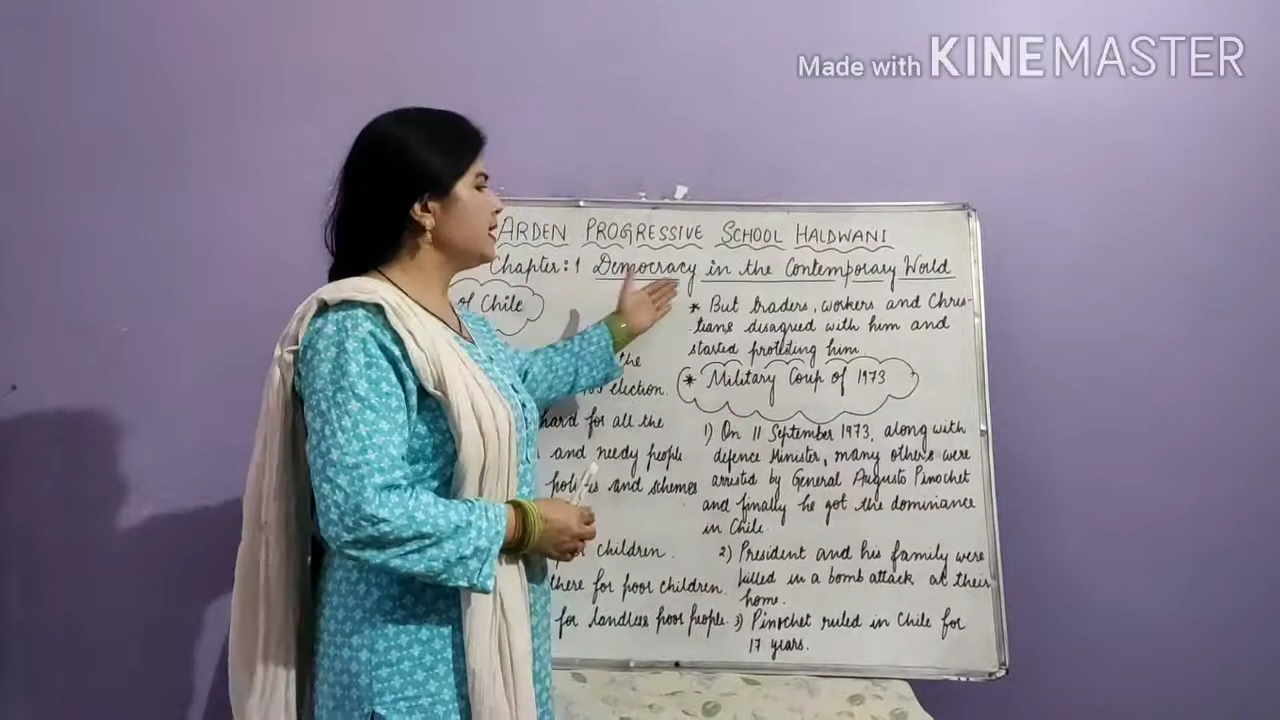 Made with KINEMASTER
ARDEN PROGRESSIVE SCHOOL HALDWANI
Chapter: 1 Democracy in the Contemporary World
of Chile
the
election.
hard for all the
and needy people
policies and schemes
children.
there for poor children.
for landless poor people.
* But traders, workers and Chris-
tians disagreed with him and
started protesting him.
* Military Coup of 1973
1) On 11 September 1973, along with
defence Minister, many others were
arrested by General Augusto Pinochet
and finally he got the dominance
in Chile.
2) President and his family were
killed in a bomb attack at their
home.
3) Pinochet ruled in Chile for
17 years.